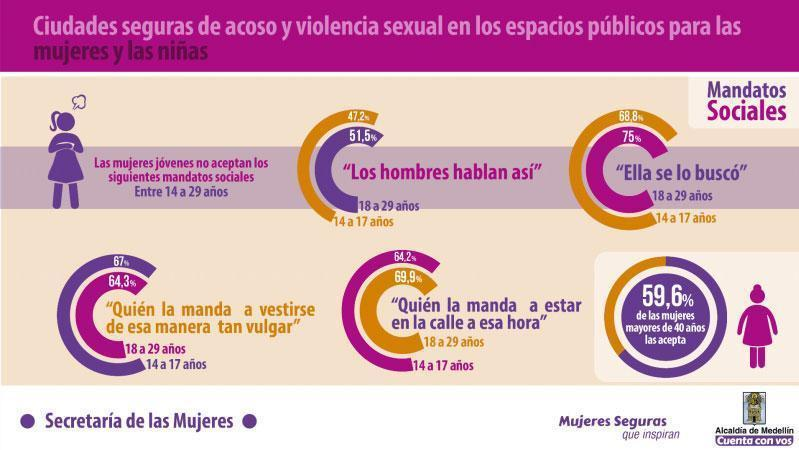 Ciudades seguras de acoso y violencia sexual en los espacios públicos para las
mujeres y las niñas
Mandatos
Sociales
Las mujeres jóvenes no aceptan los
siguientes mandatos sociales
Entre 14 a 29 años
47,2%
51,5%
“Los hombres hablan así”
18 a 29 años
14 a 17 años
68,8%
75%
“Ella se lo buscó”
18 a 29 años
14 a 17 años
67%
64,3%
“Quién la manda a vestirse
de esa manera tan vulgar”
18 a 29 años
14 a 17 años
64,2%
69,9%
“Quién la manda a estar
en la calle a esa hora”
18 a 29 años
14 a 17 años
59,6%
de las mujeres
mayores de 40 años
las acepta
Secretaría de las Mujeres
Mujeres Seguras
que inspiran
Alcaldía de Medellín
Cuenta con vos